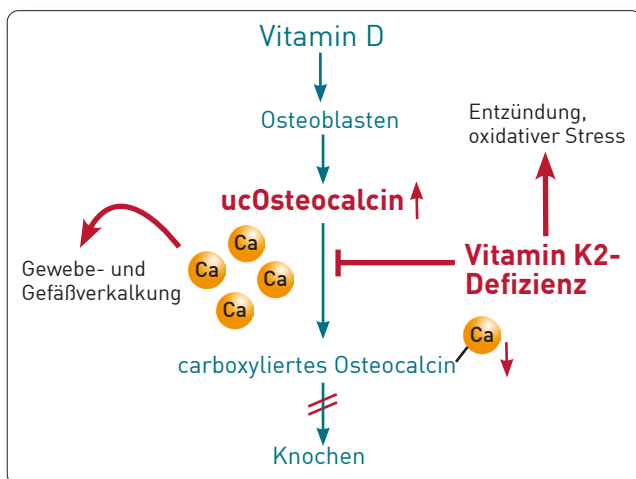 Vitamin D
Osteoblasten
Entzündung,
oxidativer Stress
ucOsteocalcin
Ca
Ca
Ca
Ca
Gewebe- und
Gefäßverkalkung
Vitamin K2-
Defizienz
Ca
carboxyliertes Osteocalcin
Knochen